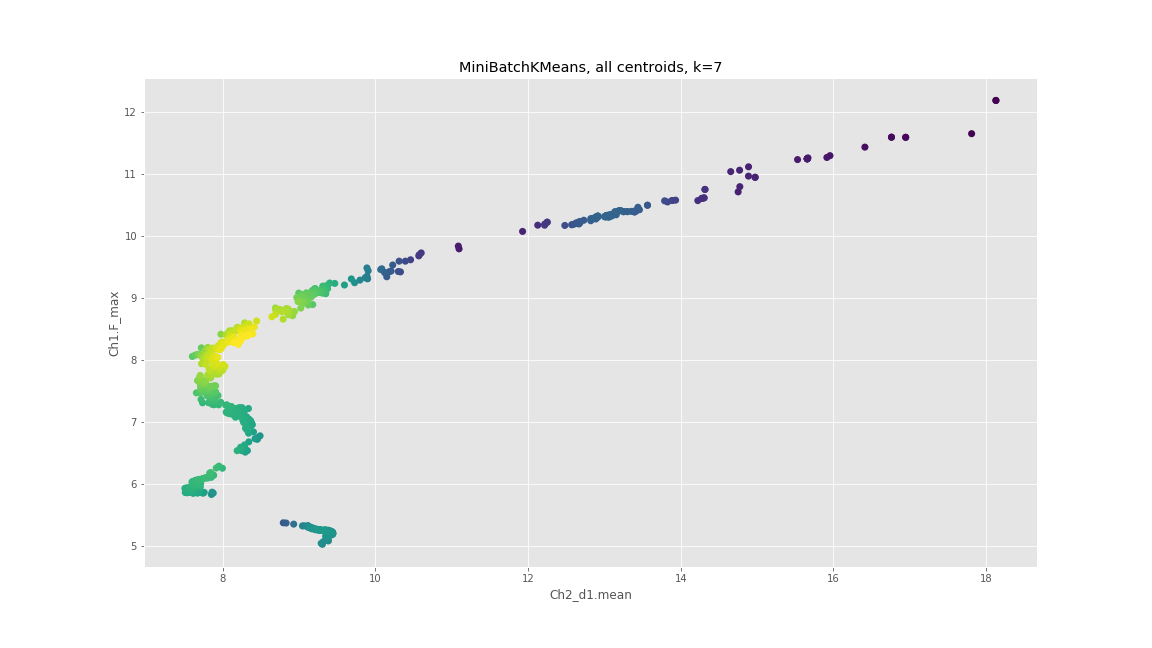 MiniBatchKMeans, all centroids, k=7
12
11
10
9
8
7
6
5
Ch1.F_max
8 10 12 14 16 18
Ch2_d1.mean